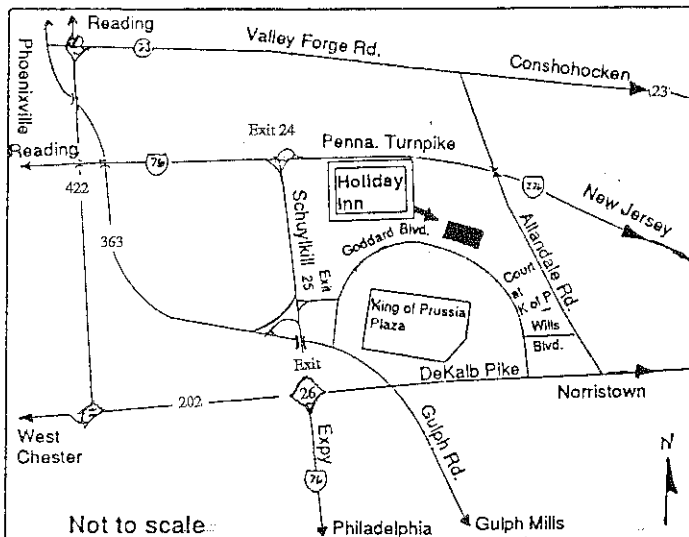 Reading
Phoenixville
23
Valley Forge Rd.
Conshohocken
23
Exit 24
Penna. Turnpike
Reading
76
422
Holiday
Inn
276
New Jersey
363
Schuylkill
Goddard Blvd.
Allandale Rd.
Exit
25
Court
at
K of P
Wills
Blvd.
King of Prussia
Plaza
Exit
26
DeKalb Pike
Norristown
202
West
Chester
Expy
76
Gulph Rd.
N
Not to scale
Philadelphia
Gulph Mills